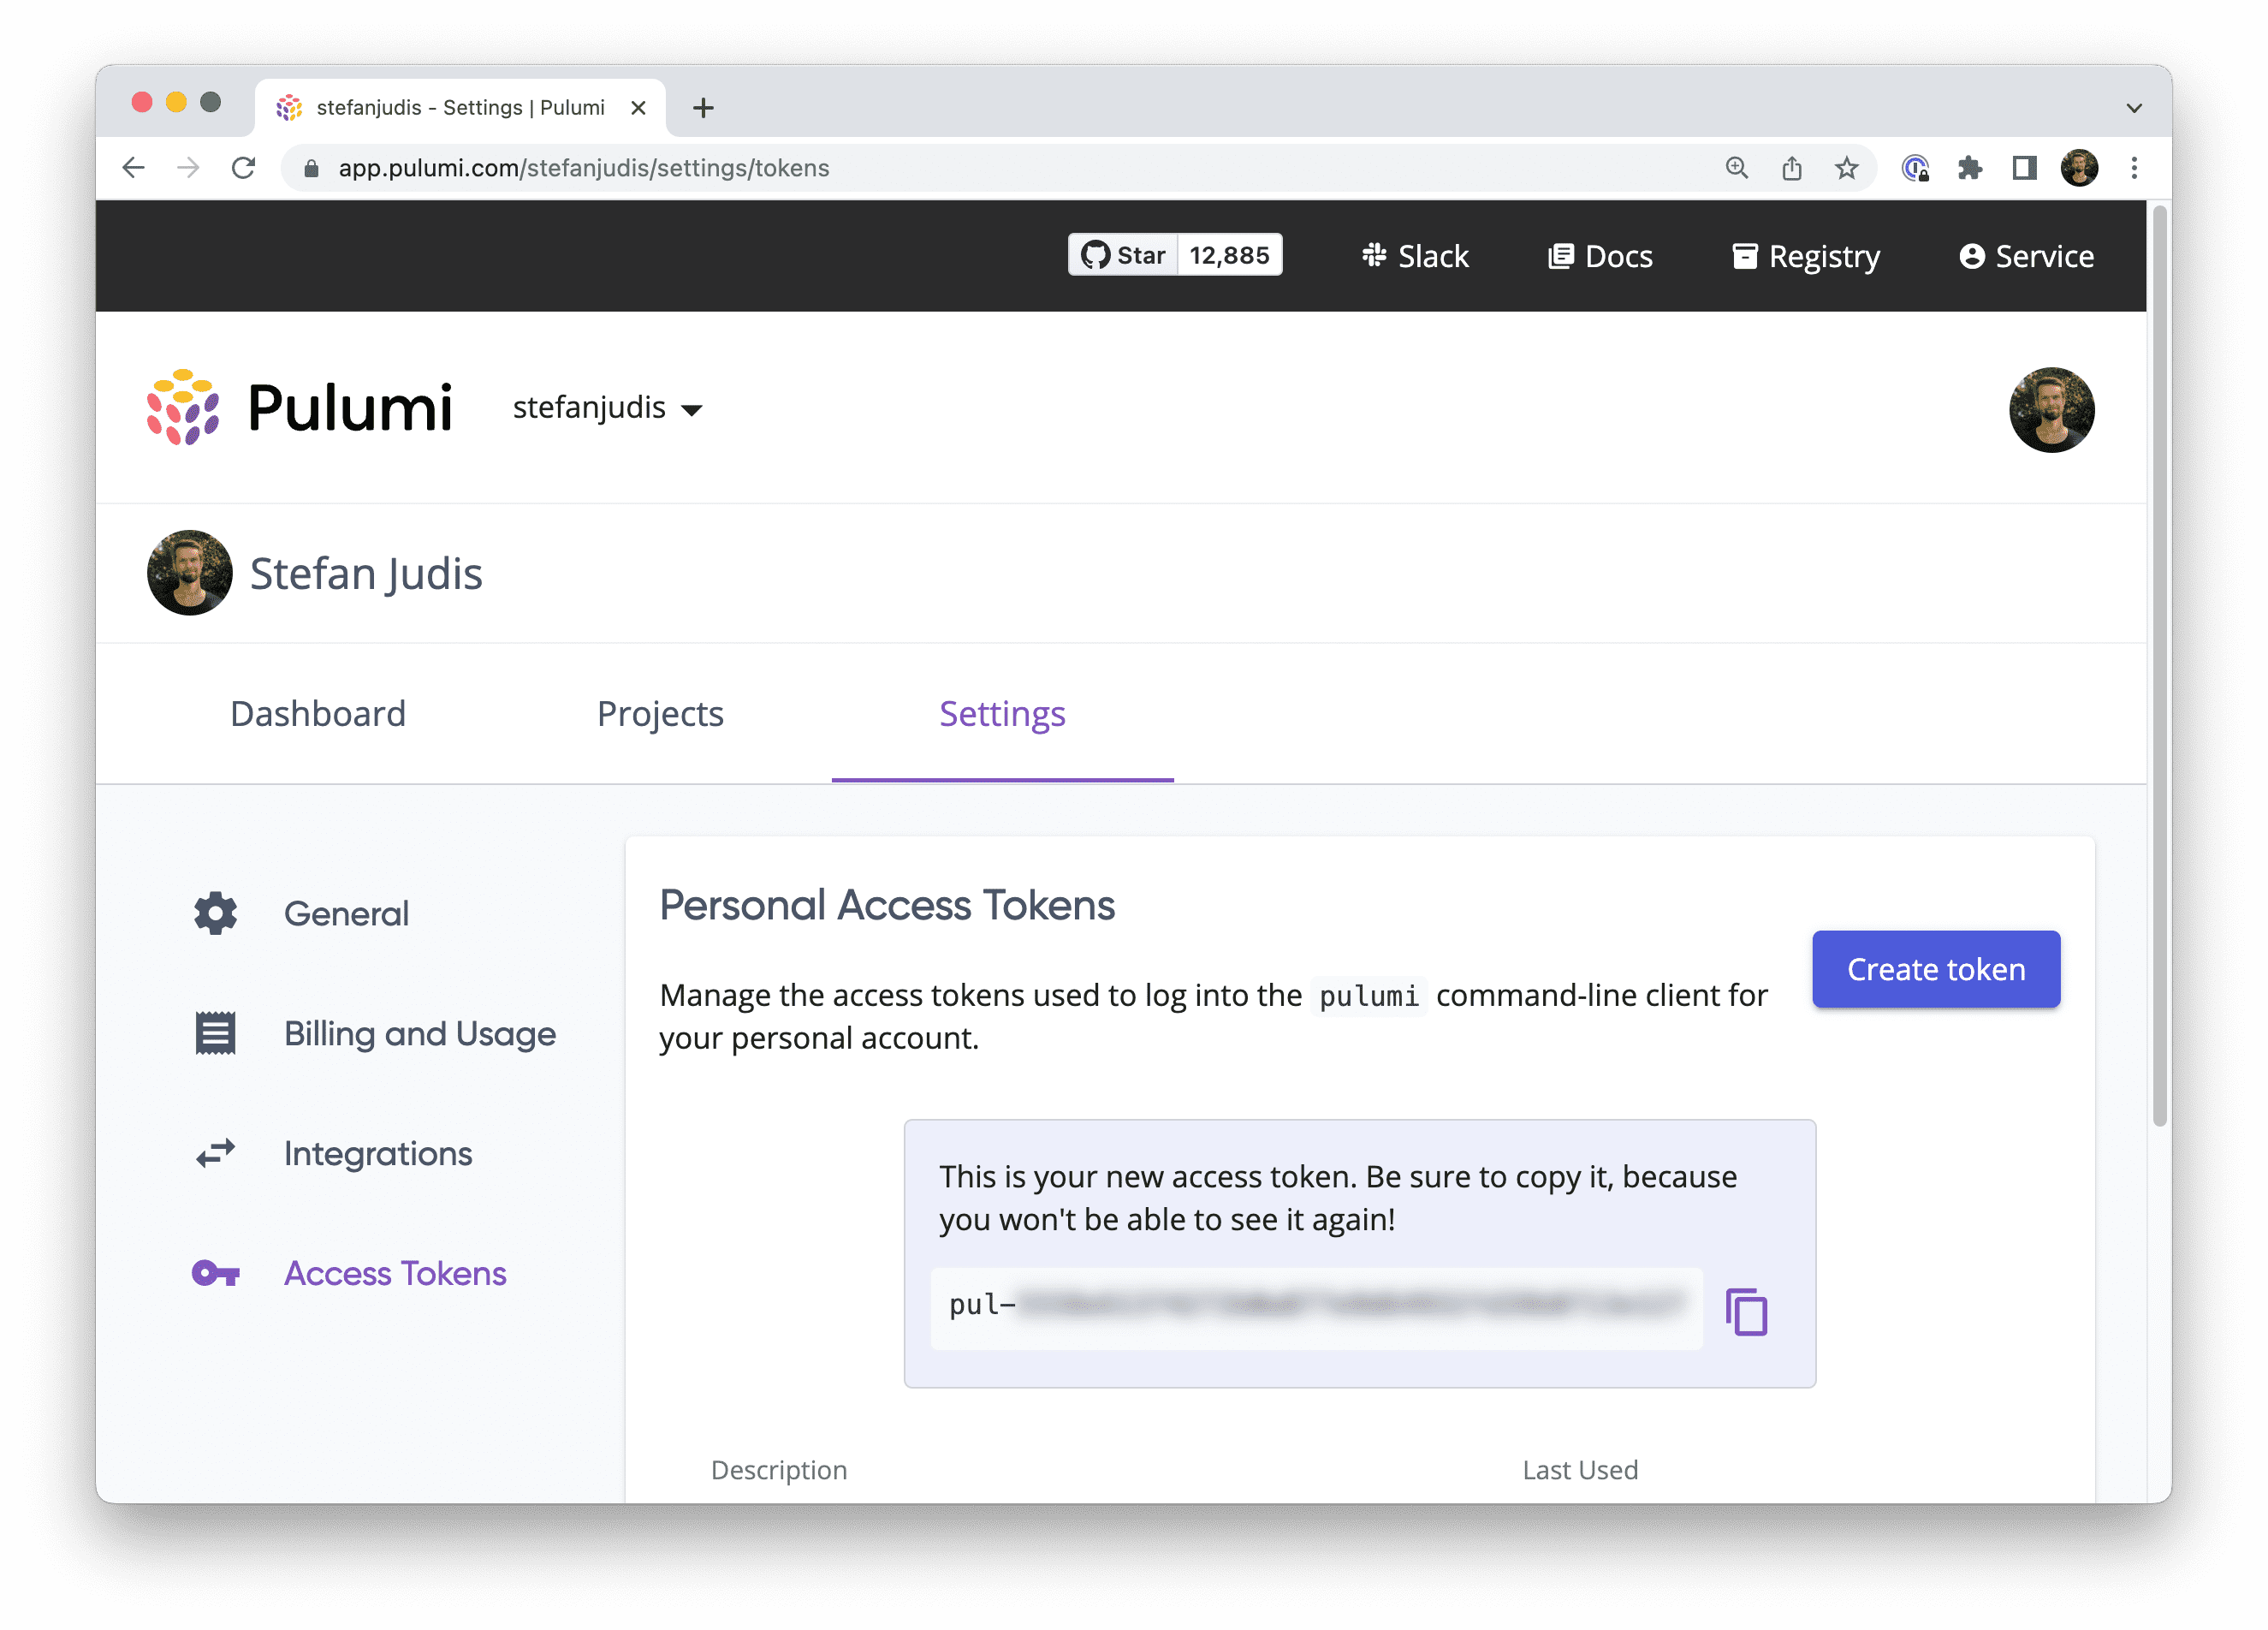 stefanjudis - Settings | Pulumi
app.pulumi.com/stefanjudis/settings/tokens
Star 12,885 Slack Docs Registry Service
Pulumi stefanjudis
Stefan Judis
Dashboard Projects Settings
General
Billing and Usage
Integrations
Access Tokens
Personal Access Tokens
Create token
Manage the access tokens used to log into the pulumi command-line client for
your personal account.
This is your new access token. Be sure to copy it, because
you won't be able to see it again!
pul-
Description Last Used